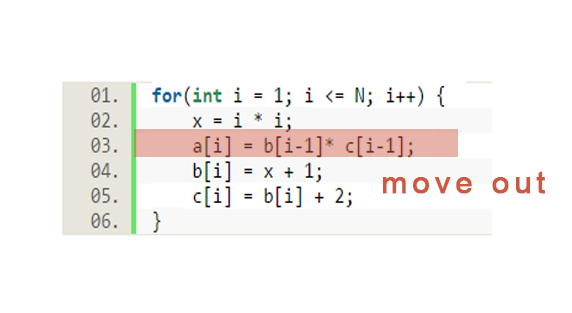 01. for(int i = 1; i <= N; i++) {
02. x = i * i;
03. a[i] = b[i-1]* c[i-1];
04. b[i] = x + 1;
05. c[i] = b[i] + 2;
06. }
move out